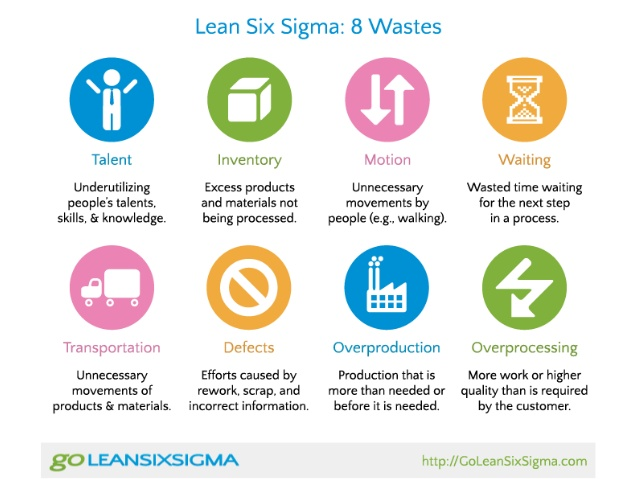 Lean Six Sigma: 8 Wastes
Talent
Underutilizing
people's talents,
skills, & knowledge.
Inventory
Excess products
and materials not
being processed.
Motion
Unnecessary
movements by
people (e.g., walking).
Waiting
Wasted time waiting
for the next step
in a process.
Transportation
Unnecessary
movements of
products & materials.
Defects
Efforts caused by
rework, scrap, and
incorrect information.
Overproduction
Production that is
more than needed or
before it is needed.
Overprocessing
More work or higher
quality than is required
by the customer.
go LEANSIXSIGMA
http://GoLeanSixSigma.com